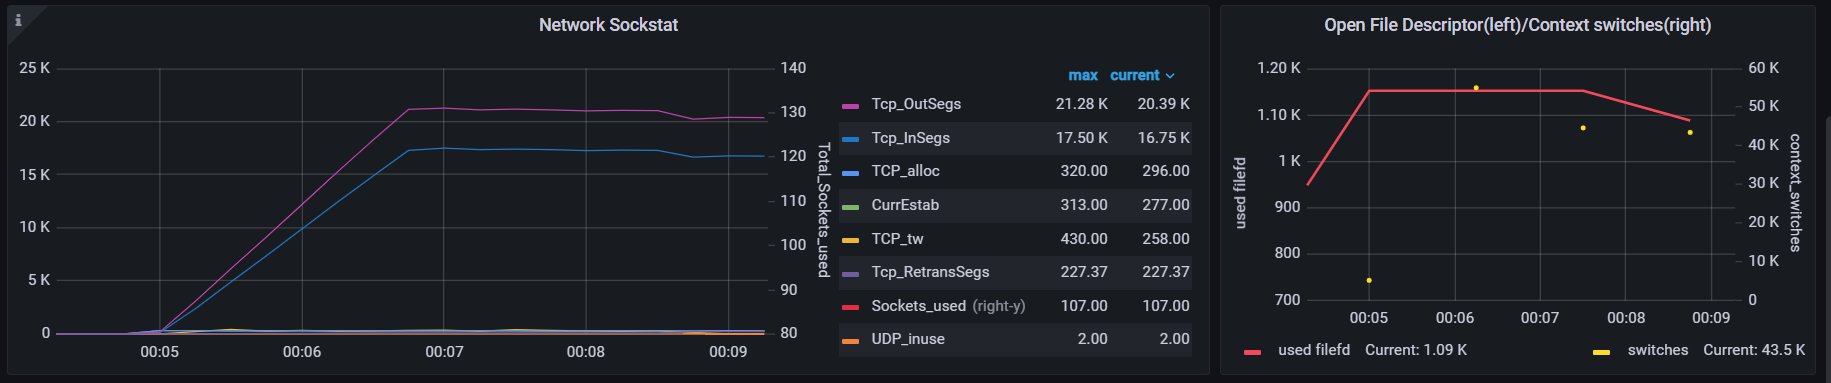 Network Sockstat
25 K
20 K
15 K
10 K
5 K
0
140
130
120
110
100
90
80
Total_Sockets_used
00:05 00:06 00:07 00:08 00:09
max current
Tcp_OutSegs 21.28 K 20.39 K
Tcp_InSegs 17.50 K 16.75 K
TCP_alloc 320.00 296.00
CurrEstab 313.00 277.00
TCP_tw 430.00 258.00
Tcp_RetransSegs 227.37 227.37
Sockets_used (right-y) 107.00 107.00
UDP_inuse 2.00 2.00
Open File Descriptor(left)/Context switches(right)
used filefd
1.20 K
1.10 K
1 K
900
800
700
60 K
50 K
40 K
30 K
20 K
10 K
0
context_switches
00:05 00:06 00:07 00:08 00:09
used filefd Current: 1.09 K
switches Current: 43.5 K